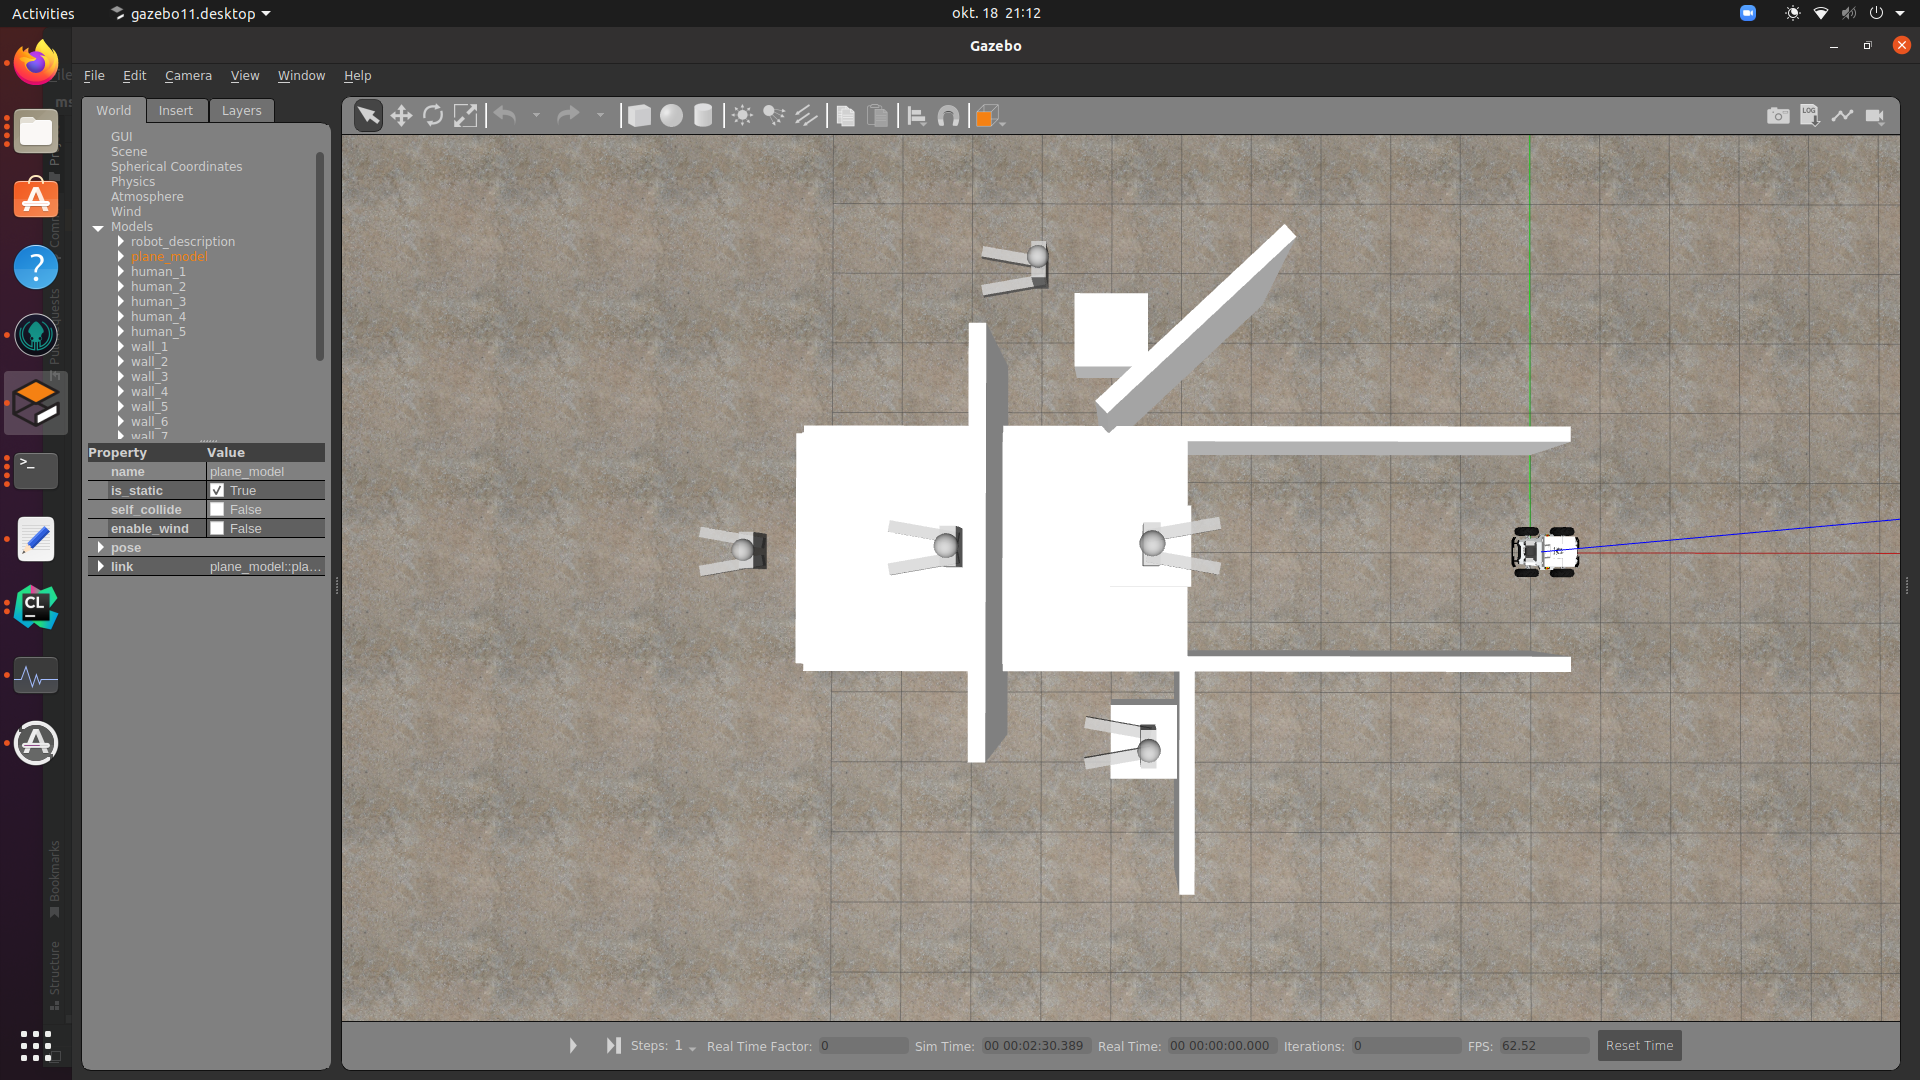 Activities
gazebo11.desktop
okt. 18 21:12
Gazebo
File Edit Camera View Window Help
World Insert Layers
GUI
Scene
Spherical Coordinates
Physics
Atmosphere
Wind
Models
robot_description
plane_model
human_1
human_2
human_3
human_4
human_5
wall_1
wall_2
wall_3
wall_4
wall_5
wall_6
wall_7
Property Value
name plane_model
is_static True
self_collide False
enable_wind False
pose
link plane_model::pla...
LOG
CL
Bookmarks
Structure
Steps: 1 Real Time Factor: 0 Sim Time: 00 00:02:30.389 Real Time: 00 00:00:00.000 Iterations: 0 FPS: 62.52 Reset Time